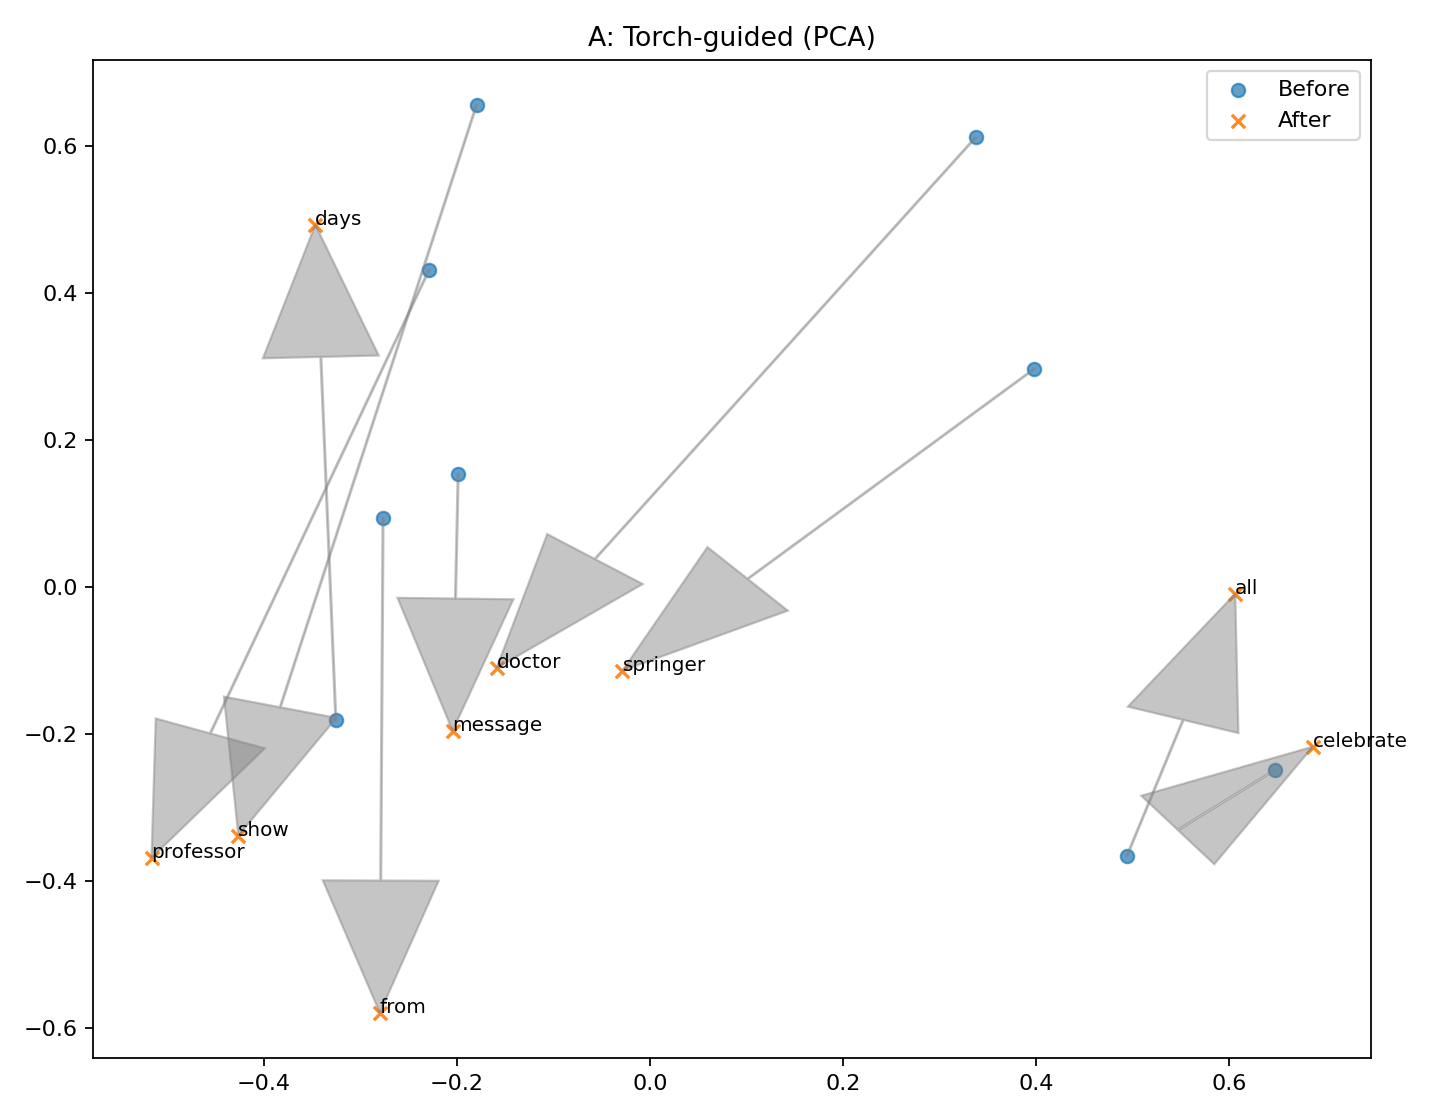 A: Torch-guided (PCA)
Before
After
0.6
days
0.4
0.2
0.0
all
doctor
springer
message
−0.2
celebrate
show
professor
−0.4
from
−0.6
−0.4
−0.2
0.0
0.2
0.4
0.6